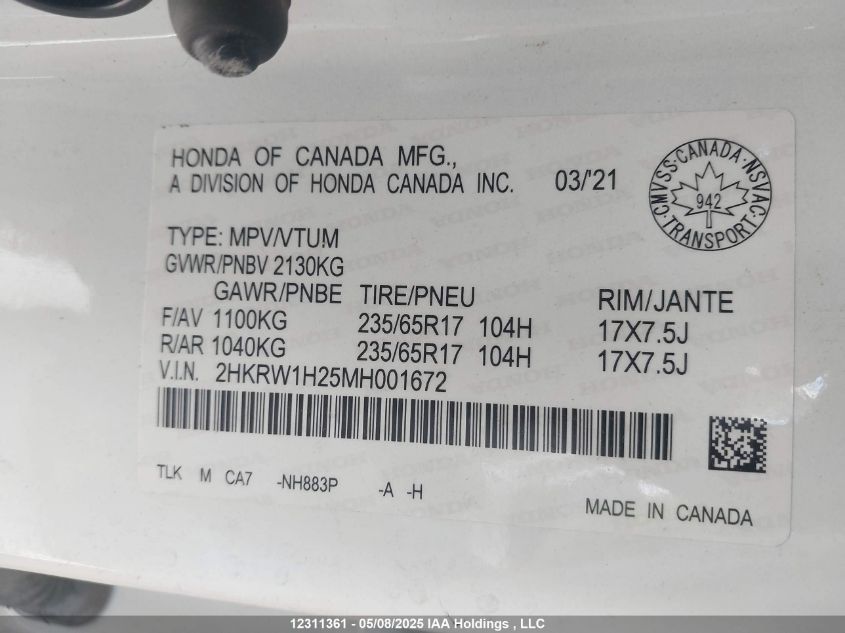 HONDA OF CANADA MFG.,
A DIVISION OF HONDA CANADA INC. 03/'21
CMVSS·CANADA·NSVAC·TRANSPORT·
942
TYPE: MPV/VTUM
GVWR/PNBV 2130KG
GAWR/PNBE TIRE/PNEU RIM/JANTE
F/AV 1100KG 235/65R17 104H 17X7.5J
R/AR 1040KG 235/65R17 104H 17X7.5J
V.I.N. 2HKRW1H25MH001672
TLK M CA7 -NH883P -A -H
MADE IN CANADA
12311361 - 05/08/2025 IAA Holdings , LLC